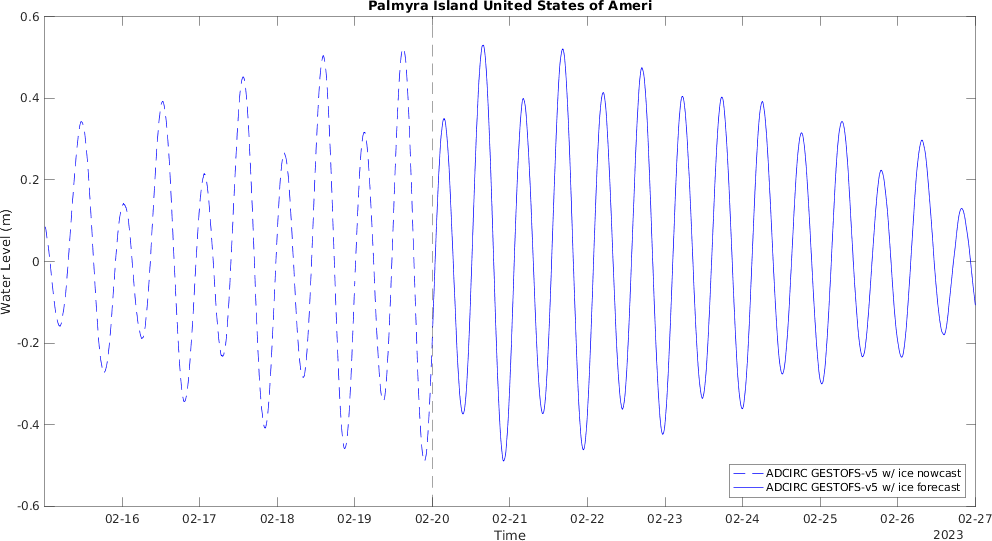 Palmyra Island United States of Ameri
0.6
0.4
0.2
0
-0.2
-0.4
-0.6
Water Level (m)
ADCIRC GESTOFS-v5 w/ ice nowcast
ADCIRC GESTOFS-v5 w/ ice forecast
02-16 02-17 02-18 02-19 02-20 02-21 02-22 02-23 02-24 02-25 02-26 02-27
Time
2023